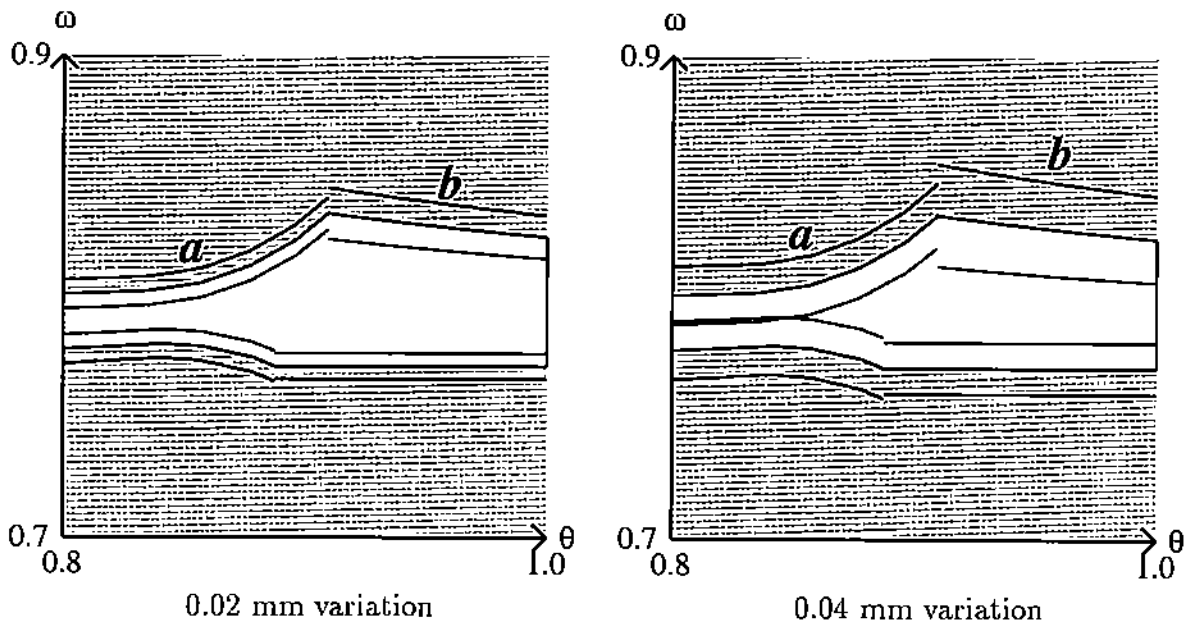 ω
0.9
a
b
0.7
0.8
1.0
θ
0.02 mm variation
ω
0.9
a
b
0.7
0.8
1.0
θ
0.04 mm variation